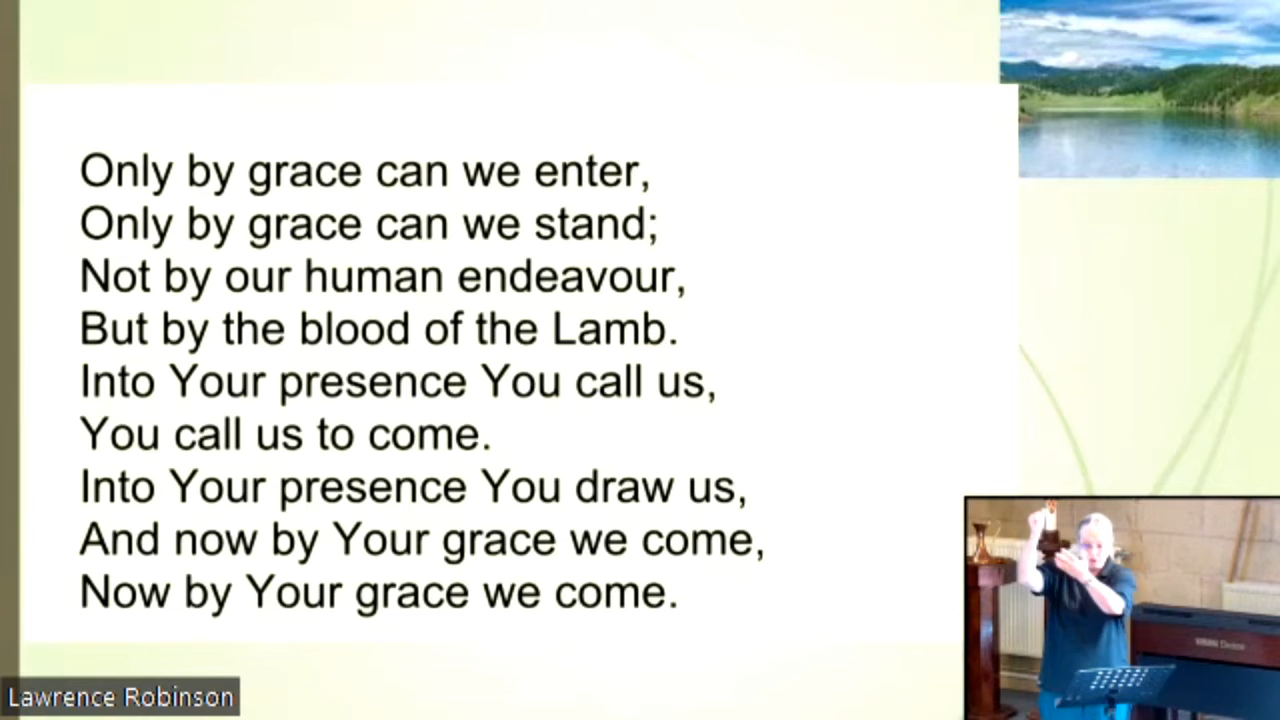 Only by grace can we enter,
Only by grace can we stand;
Not by our human endeavour,
But by the blood of the Lamb.
Into Your presence You call us,
You call us to come.
Into Your presence You draw us,
And now by Your grace we come,
Now by Your grace we come.
YAMAHA
Lawrence Robinson